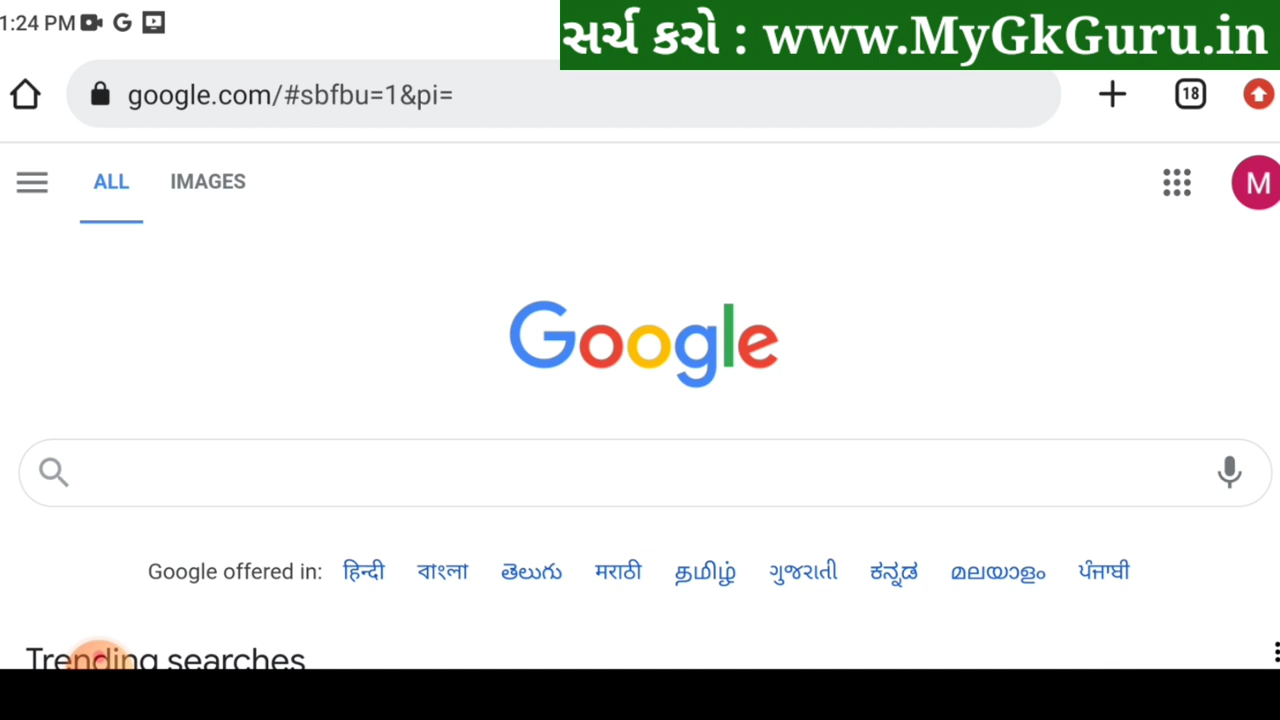 1:24 PM G
સર્ચ કરો : www.MyGkGuru.in
google.com/#sbfbu=1&pi=
18
ALL IMAGES
M
Google
Google offered in: हिन्दी বাংলা తెలుగు मराठी தமிழ் ગુજરાતી ಕನ್ನಡ മലയാളം ਪੰਜਾਬੀ
Trending searches